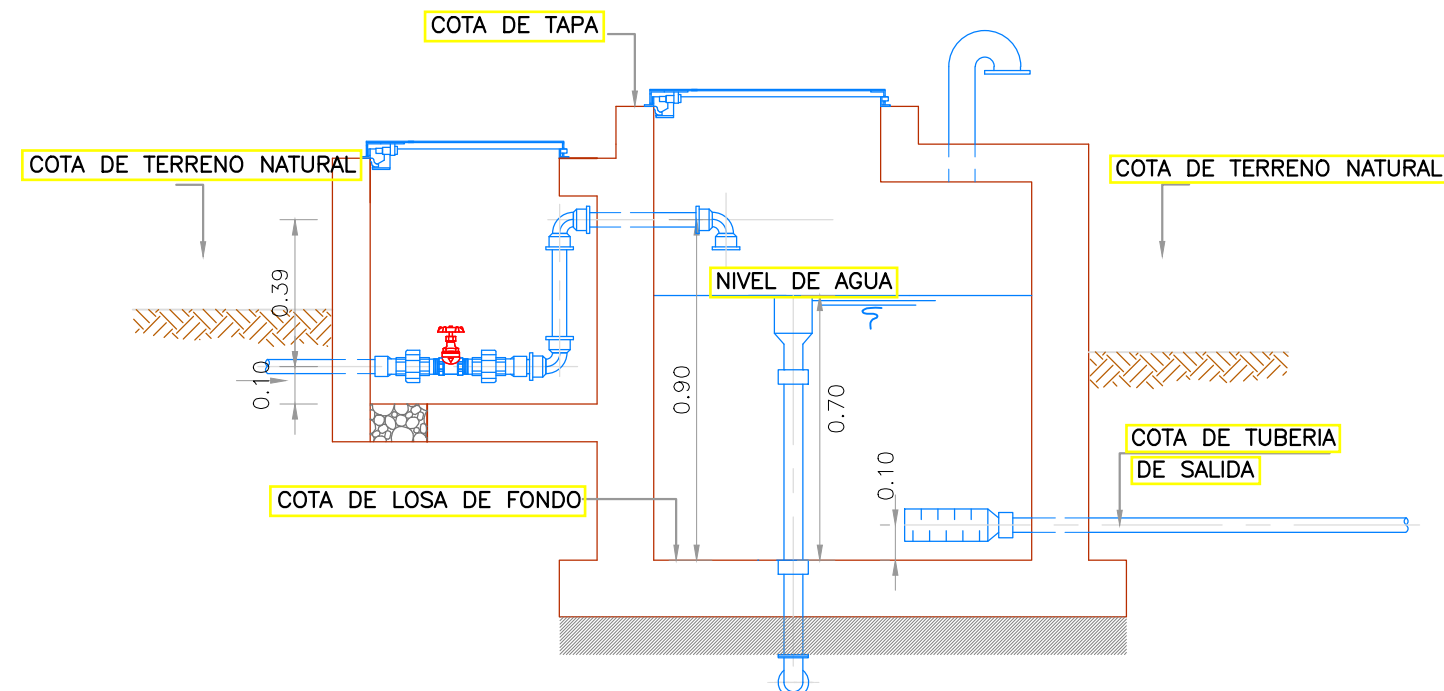 COTA DE TAPA
COTA DE TERRENO NATURAL
COTA DE TERRENO NATURAL
0.39
NIVEL DE AGUA
0.10
0.90
0.70
COTA DE TUBERIA
DE SALIDA
0.10
COTA DE LOSA DE FONDO